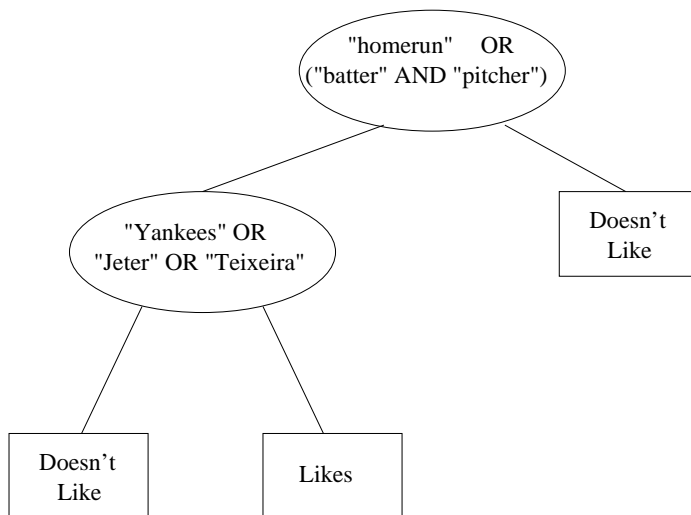 "homerun" OR
("batter" AND "pitcher")
"Yankees" OR
"Jeter" OR "Teixeira"
Doesn't
Like
Doesn't
Like
Likes